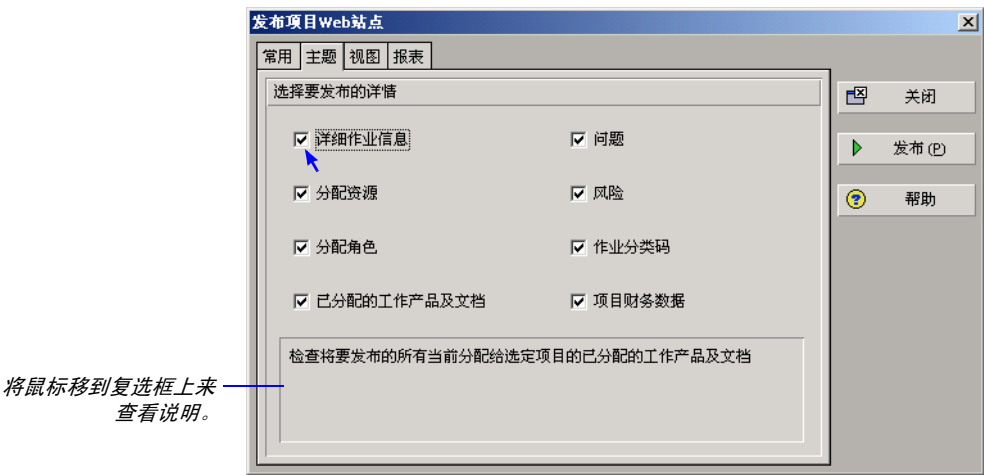 发布项目Web站点
常用 主题 视图 报表
选择要发布的详情
详细作业信息 问题
分配资源 风险
分配角色 作业分类码
已分配的工作产品及文档 项目财务数据
检查将要发布的所有当前分配给选定项目的已分配的工作产品及文档
关闭
发布(P)
帮助
将鼠标移到复选框上来
查看说明。